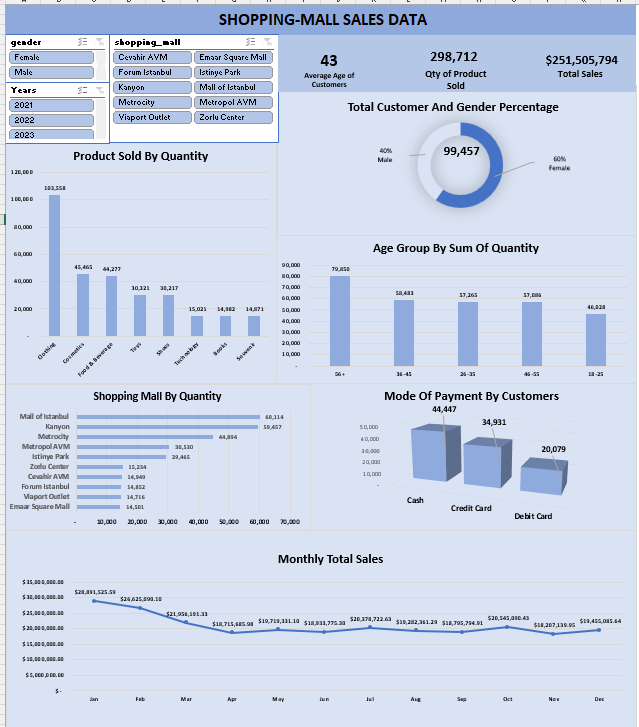 SHOPPING-MALL SALES DATA
gender
Female
Male
Years
2021
2022
2023
shopping_mall
Cevahir AVM
Emaar Square Mall
Forum Istanbul
Istinye Park
Kanyon
Mall of Istanbul
Metrocity
Metropol AVM
Viaport Outlet
Zorlu Center
43
Average Age of
Customers
298,712
Qty of Product
Sold
$251,505,794
Total Sales
Total Customer And Gender Percentage
40%
Male
99,457
60%
Female
Product Sold By Quantity
120,000
100,000
80,000
60,000
40,000
20,000
-
103,558
45,465
44,277
30,321
30,217
15,021
14,982
14,871
Clothing
Cosmetics
Food & Beverage
Toys
Shoes
Technology
Books
Souvenir
Age Group By Sum Of Quantity
90,000
80,000
70,000
60,000
50,000
40,000
30,000
20,000
10,000
-
79,850
58,483
57,265
57,086
46,028
56+
36-45
26-35
46-55
18-25
Shopping Mall By Quantity
Mall of Istanbul 60,114
Kanyon 59,457
Metrocity 44,894
Metropol AVM 30,530
Istinye Park 29,465
Zorlu Center 15,234
Cevahir AVM 14,949
Forum Istanbul 14,852
Viaport Outlet 14,716
Emaar Square Mall 14,501
- 10,000 20,000 30,000 40,000 50,000 60,000 70,000
Mode Of Payment By Customers
44,447
34,931
20,079
50,000
40,000
30,000
20,000
10,000
-
Cash
Credit Card
Debit Card
Monthly Total Sales
$35,000,000.00
$30,000,000.00
$25,000,000.00
$20,000,000.00
$15,000,000.00
$10,000,000.00
$5,000,000.00
$-
$28,891,525.59
$26,625,090.10
$21,956,191.33
$18,715,685.98
$19,719,331.10
$18,933,775.30
$20,378,722.63
$19,282,361.29
$18,795,794.91
$20,545,090.43
$18,207,139.95
$19,455,085.64
Jan Feb Mar Apr May Jun Jul Aug Sep Oct Nov Dec